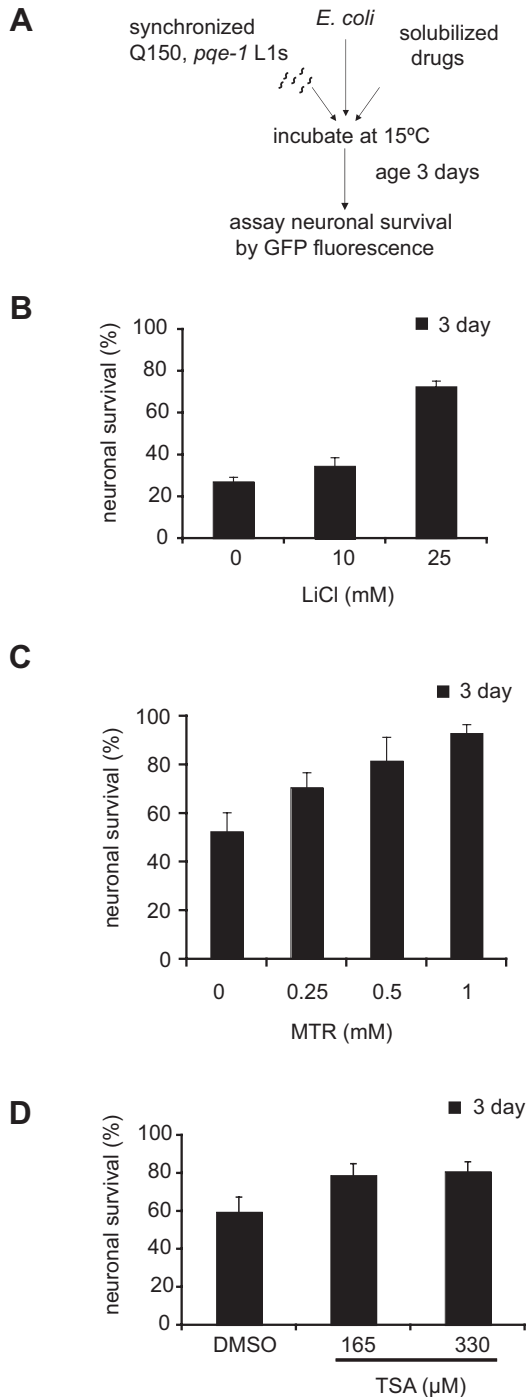 A
synchronized
Q150, pqe-1 L1s
E. coli
solubilized
drugs
incubate at 15ºC
age 3 days
assay neuronal survival
by GFP fluorescence
B
3 day
neuronal survival (%)
100
80
60
40
20
0
0 10 25
LiCl (mM)
C
3 day
neuronal survival (%)
100
80
60
40
20
0
0 0.25 0.5 1
MTR (mM)
D
3 day
neuronal survival (%)
100
80
60
40
20
0
DMSO 165 330
TSA (µM)